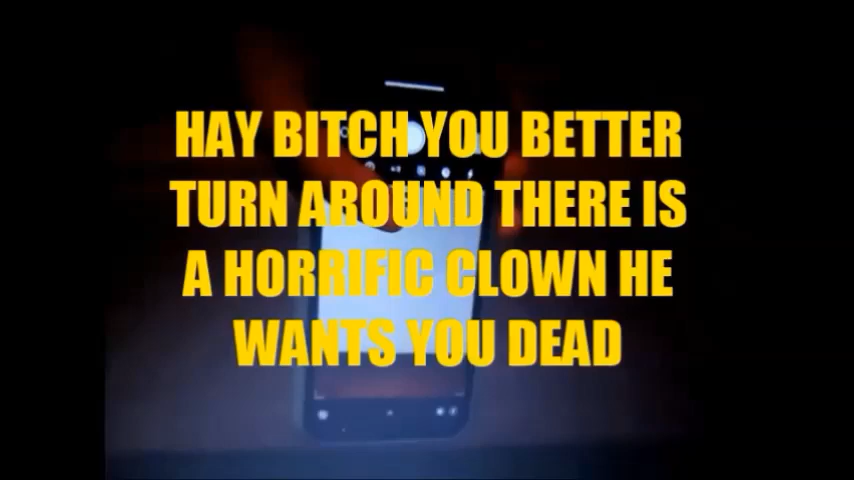 HAY BITCH YOU BETTER
TURN AROUND THERE IS
A HORRIFIC CLOWN HE
WANTS YOU DEAD